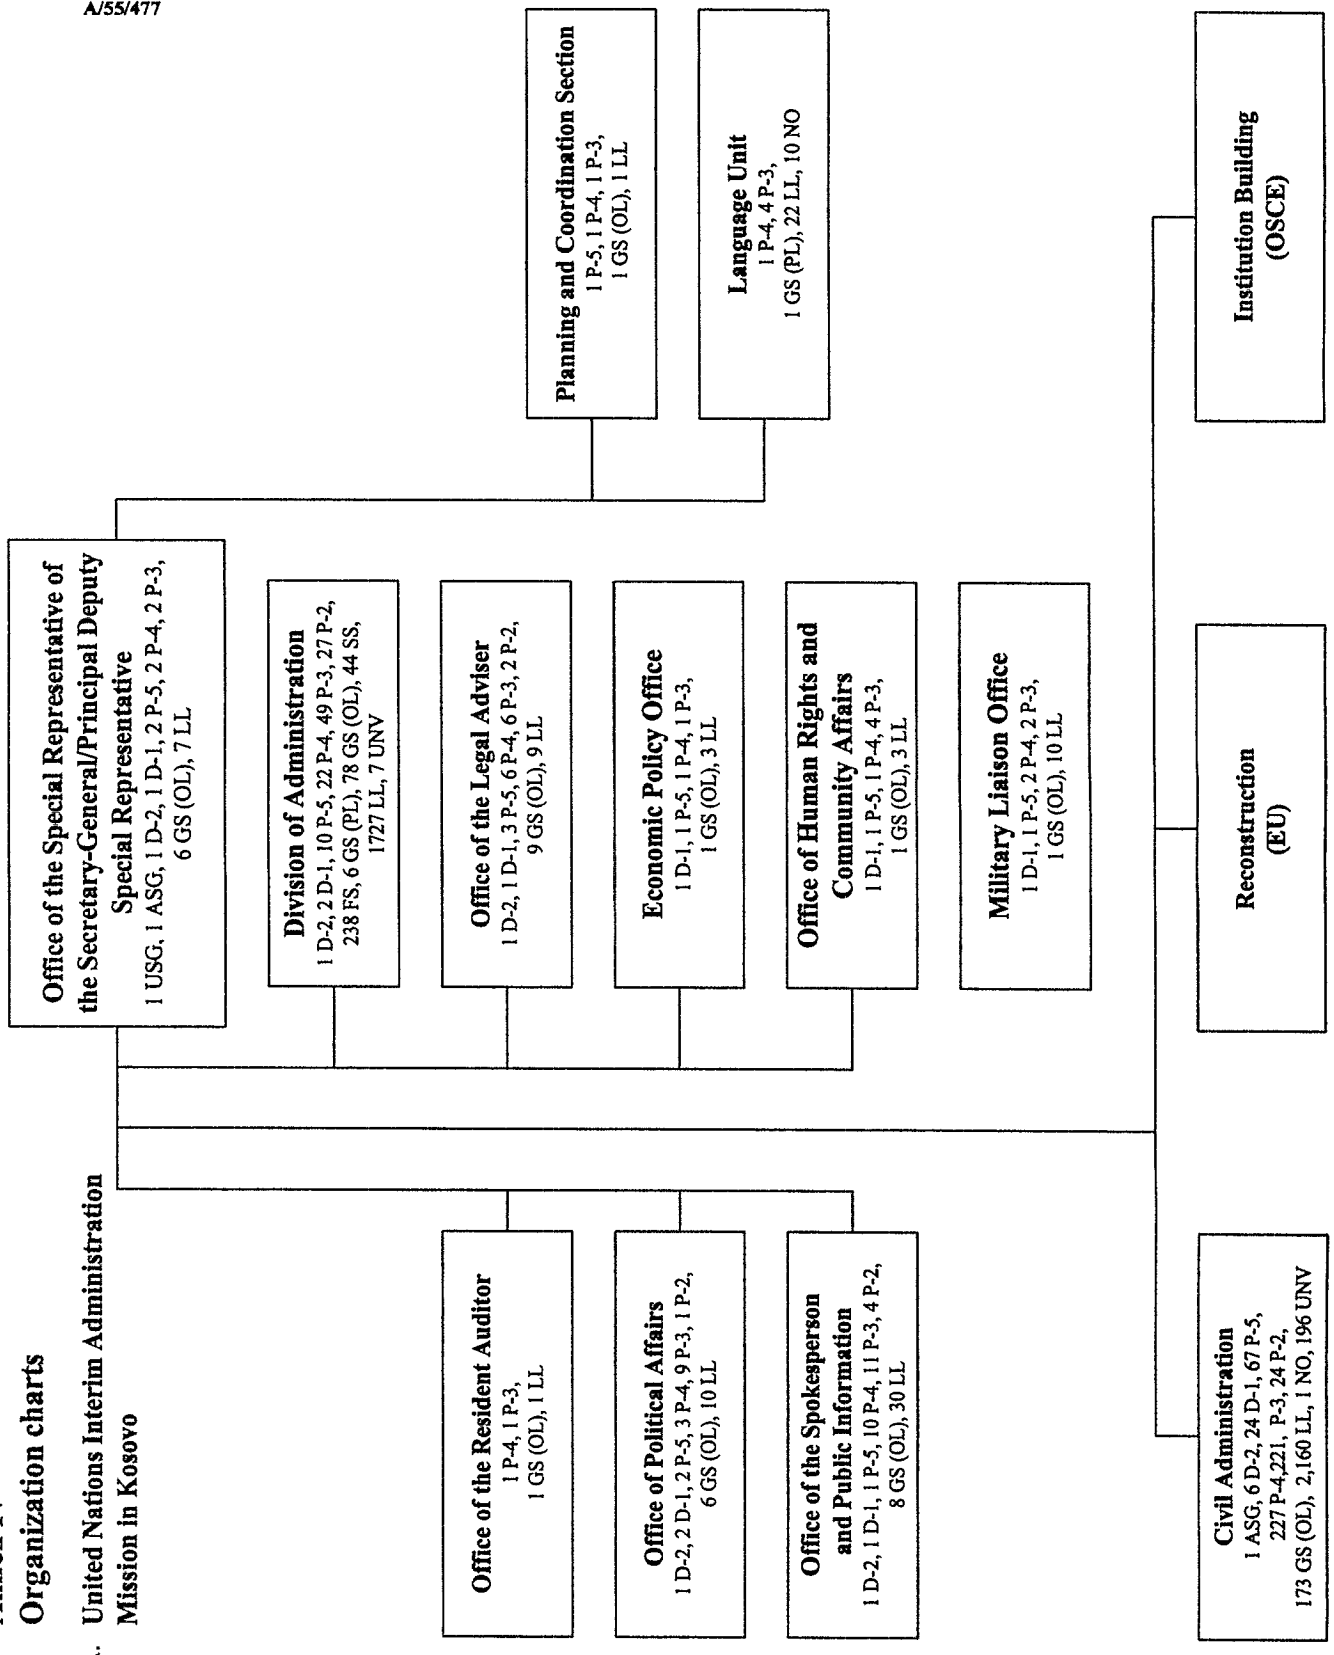 A/55/477
Organization charts
United Nations Interim Administration
Mission in Kosovo
Office of the Special Representative of
the Secretary-General/Principal Deputy
Special Representative
1 USG, 1 ASG, 1 D-2, 1 D-1, 2 P-5, 2 P-4, 2 P-3,
6 GS (OL), 7 LL
Office of the Resident Auditor
1 P-4, 1 P-3,
1 GS (OL), 1 LL
Office of Political Affairs
1 D-2, 2 D-1, 2 P-5, 3 P-4, 9 P-3, 1 P-2,
6 GS (OL), 10 LL
Office of the Spokesperson
and Public Information
1 D-2, 1 D-1, 1 P-5, 10 P-4, 11 P-3, 4 P-2,
8 GS (OL), 30 LL
Division of Administration
1 D-2, 2 D-1, 10 P-5, 22 P-4, 49 P-3, 27 P-2,
238 FS, 6 GS (PL), 78 GS (OL), 44 SS,
1727 LL, 7 UNV
Office of the Legal Adviser
1 D-2, 1 D-1, 3 P-5, 6 P-4, 6 P-3, 2 P-2,
9 GS (OL), 9 LL
Economic Policy Office
1 D-1, 1 P-5, 1 P-4, 1 P-3,
1 GS (OL), 3 LL
Office of Human Rights and
Community Affairs
1 D-1, 1 P-5, 1 P-4, 4 P-3,
1 GS (OL), 3 LL
Military Liaison Office
1 D-1, 1 P-5, 2 P-4, 2 P-3,
1 GS (OL), 10 LL
Planning and Coordination Section
1 P-5, 1 P-4, 1 P-3,
1 GS (OL), 1 LL
Language Unit
1 P-4, 4 P-3,
1 GS (PL), 22 LL, 10 NO
Civil Administration
1 ASG, 6 D-2, 24 D-1, 67 P-5,
227 P-4,221, P-3, 24 P-2,
173 GS (OL), 2,160 LL, 1 NO, 196 UNV
Reconstruction
(EU)
Institution Building
(OSCE)